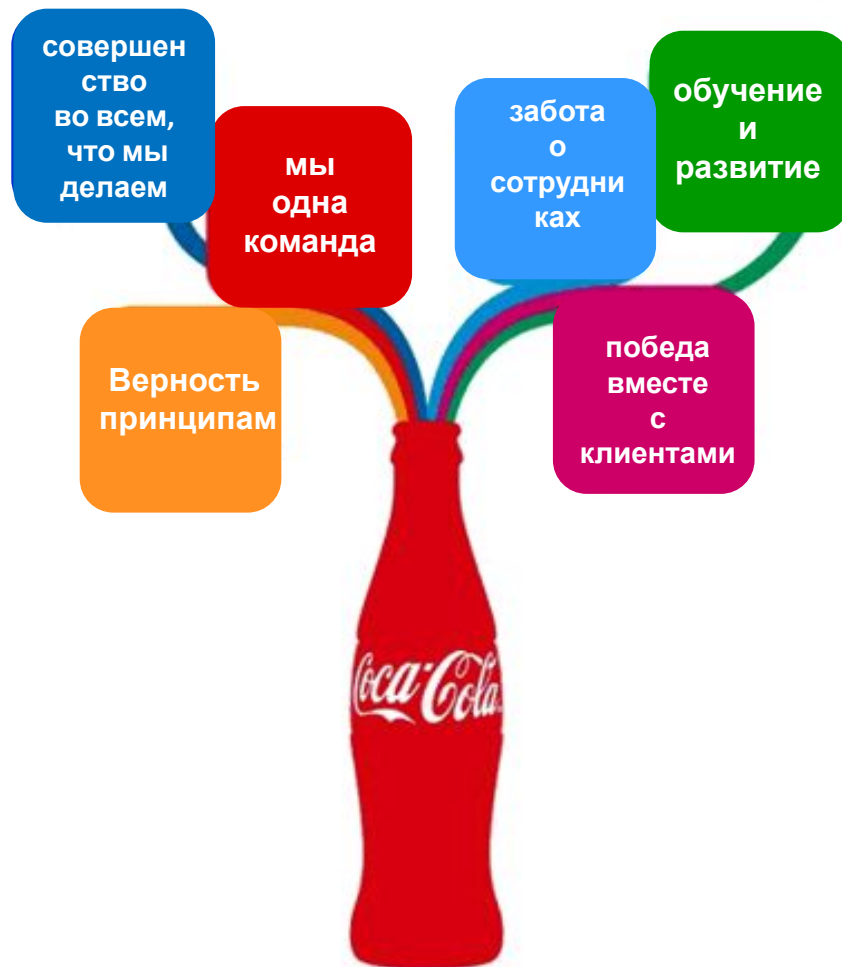 совершен
ство
во всем,
что мы
делаем
мы
одна
команда
Верность
принципам
забота
о
сотрудни
ках
обучение
и
развитие
победа
вместе
с
клиентами
Coca-Cola